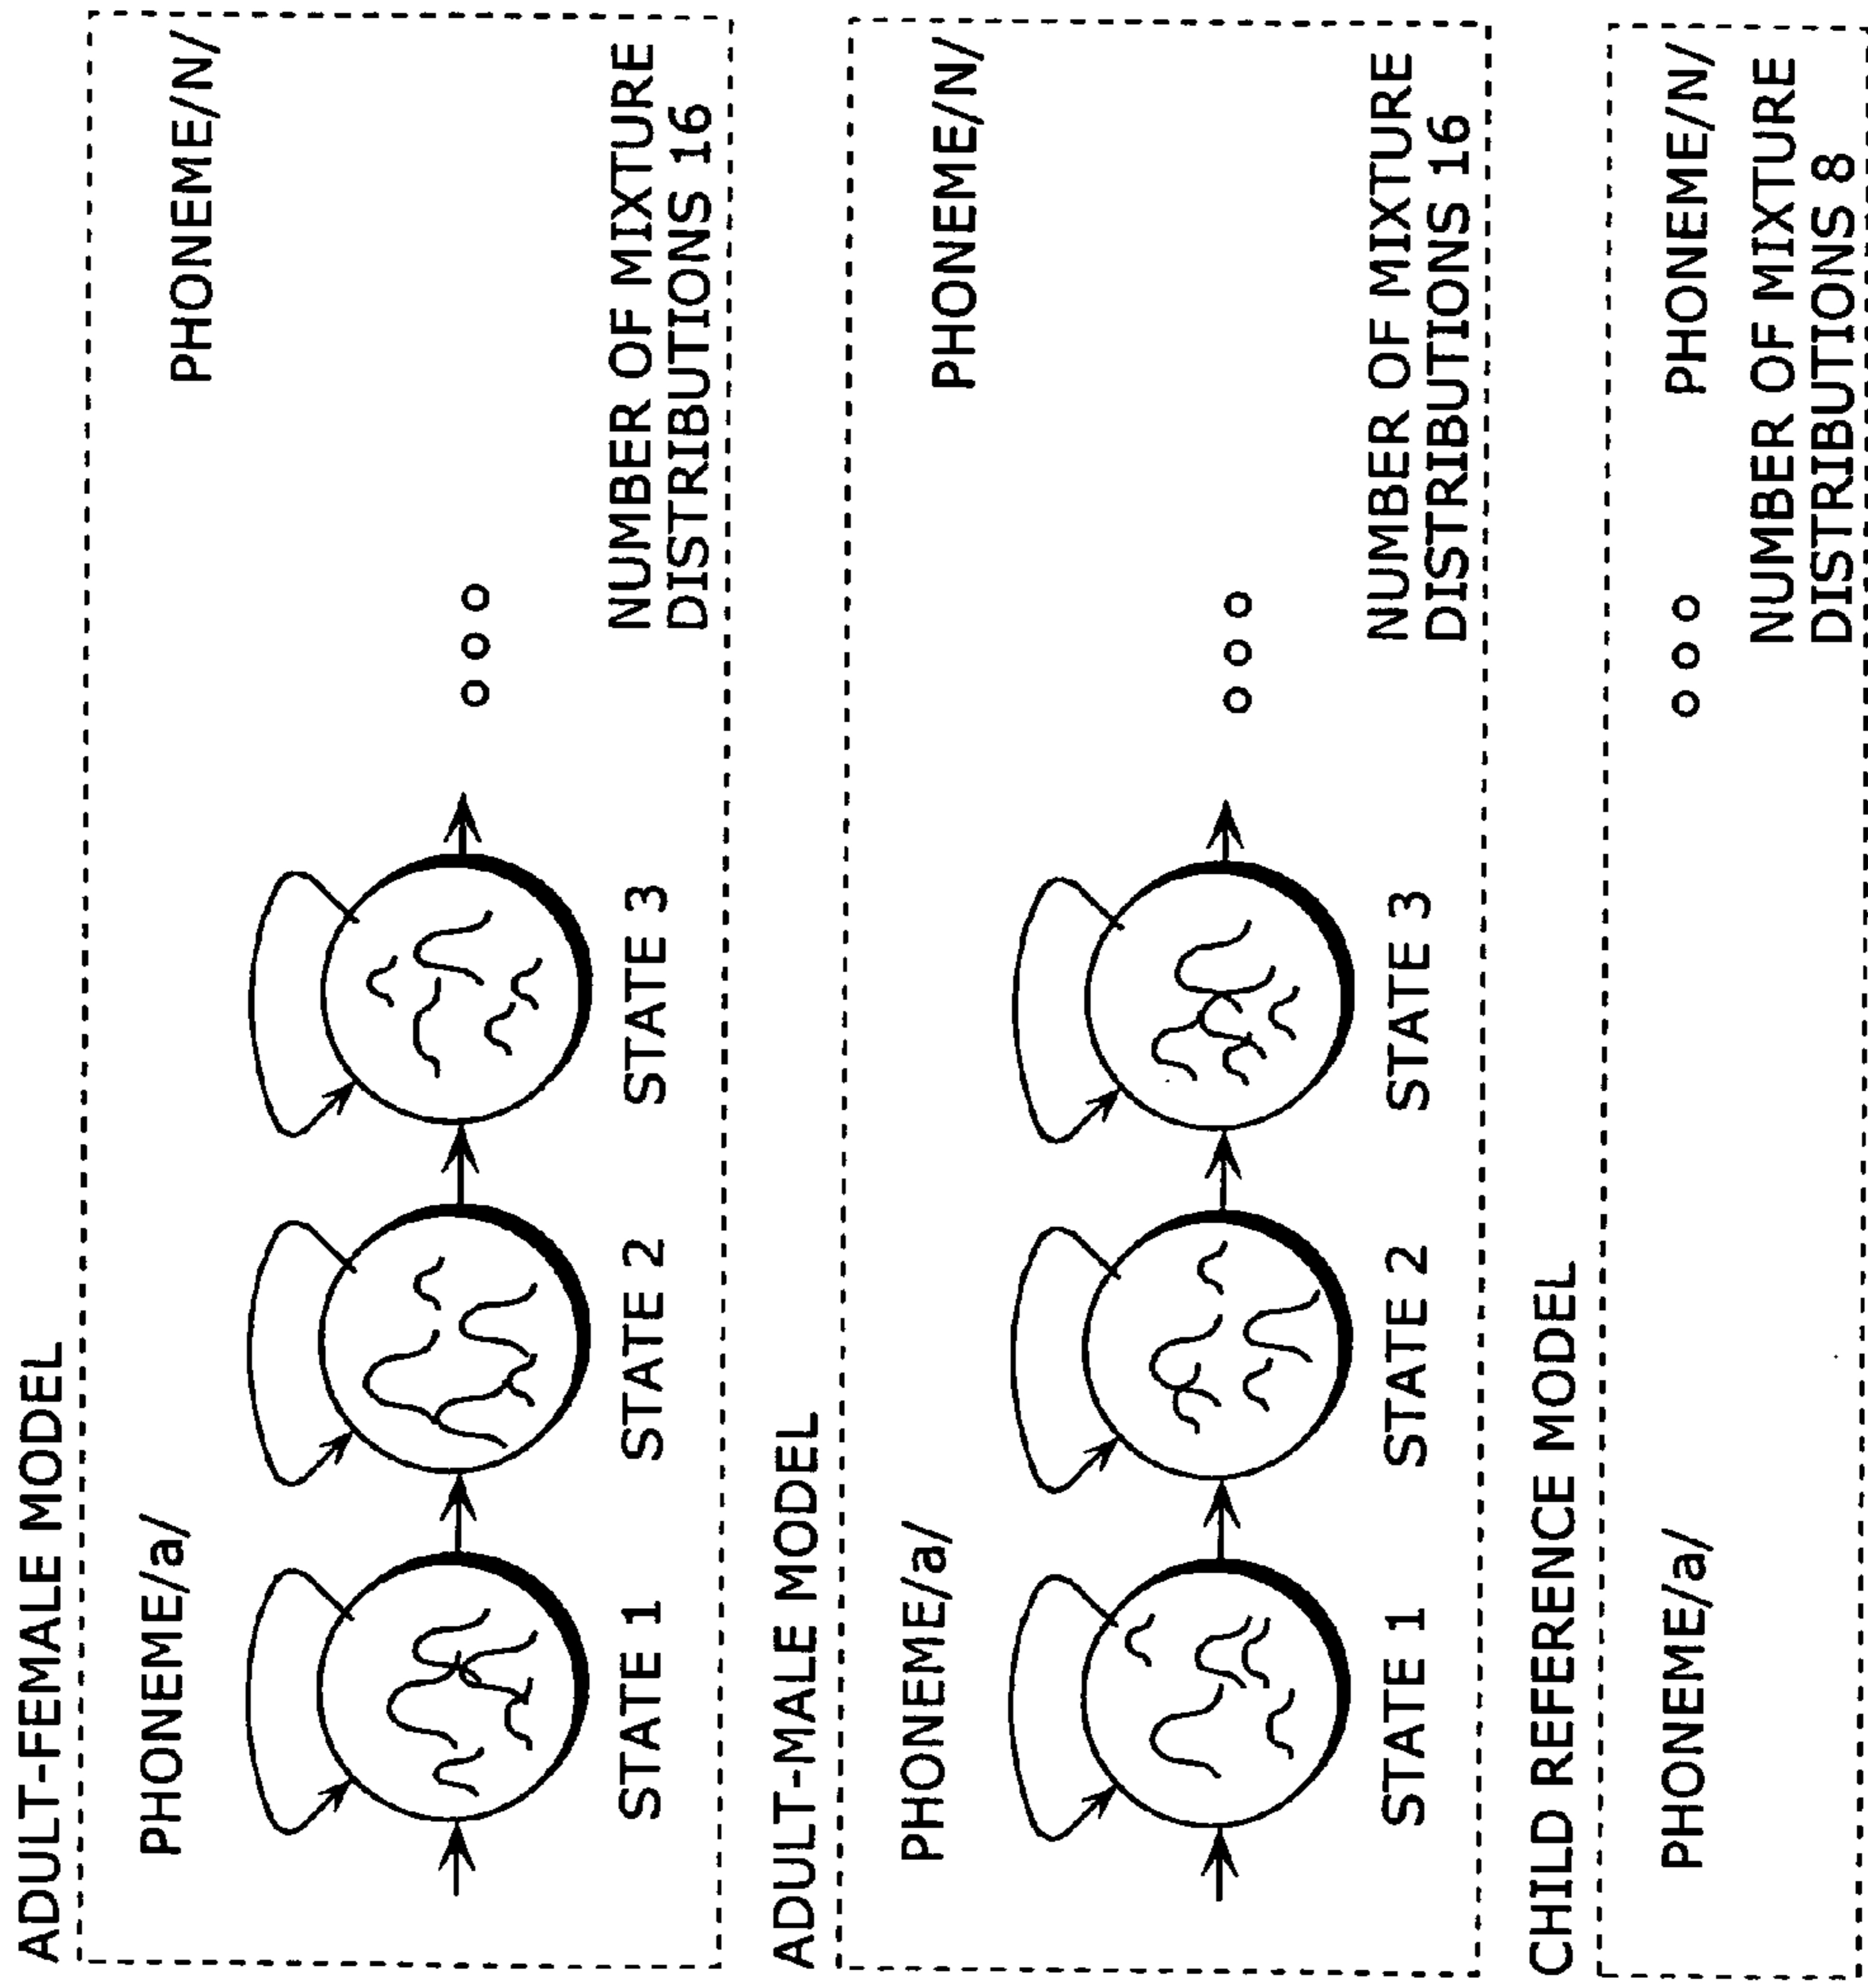 ADULT-FEMALE MODEL
PHONEME/a/
PHONEME/N/
STATE 1
STATE 2
STATE 3
NUMBER OF MIXTURE
DISTRIBUTIONS 16
ADULT-MALE MODEL
PHONEME/a/
PHONEME/N/
STATE 1
STATE 2
STATE 3
NUMBER OF MIXTURE
DISTRIBUTIONS 16
CHILD REFERENCE MODEL
PHONEME/a/
PHONEME/N/
NUMBER OF MIXTURE
DISTRIBUTIONS 8